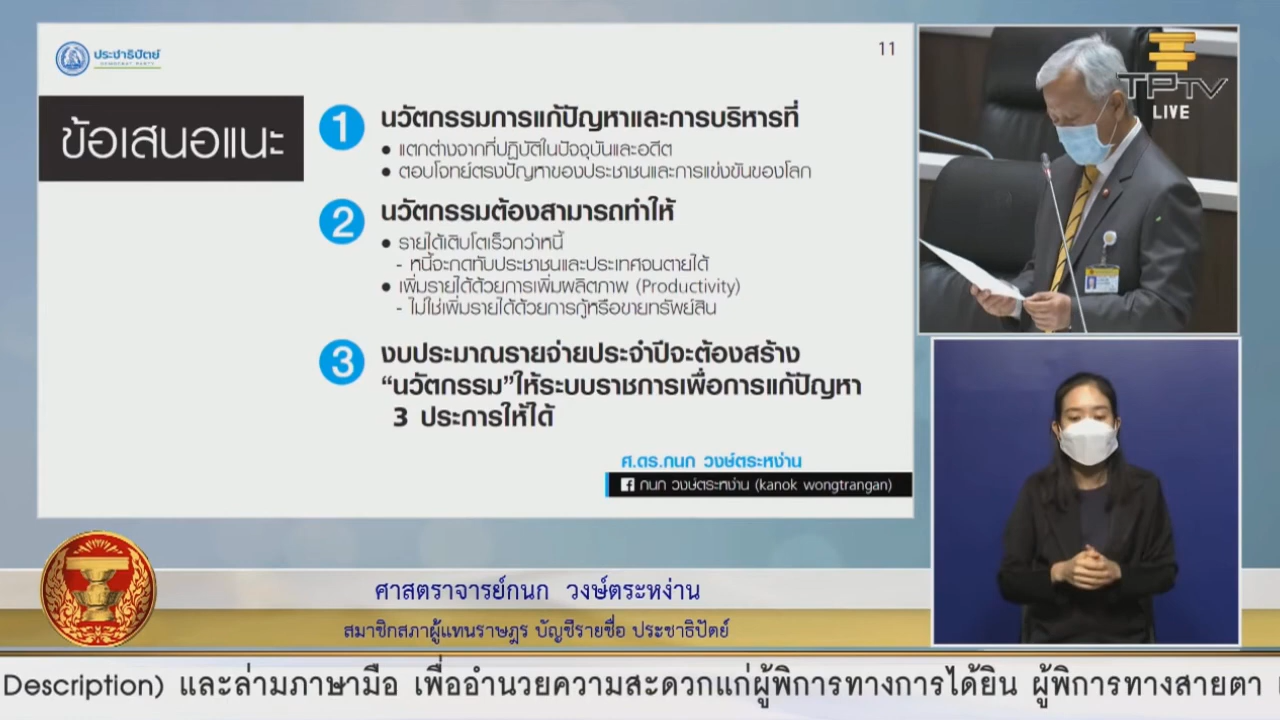 ประชาธิปัตย์
DEMOCRAT PARTY
11
ข้อเสนอแนะ
1 นวัตกรรมการแก้ปัญหาและการบริหารที่
● แตกต่างจากที่ปฏิบัติในปัจจุบันและอดีต
● ตอบโจทย์ตรงปัญหาของประชาชนและการแข่งขันของโลก
2 นวัตกรรมต้องสามารถทำให้
● รายได้เติบโตเร็วกว่าหนี้
- หนี้จะกดทับประชาชนและประเทศจนตายได้
● เพิ่มรายได้ด้วยการเพิ่มผลิตภาพ (Productivity)
- ไม่ใช่เพิ่มรายได้ด้วยการกู้หรือขายทรัพย์สิน
3 งบประมาณรายจ่ายประจำปีจะต้องสร้าง
“นวัตกรรม”ให้ระบบราชการเพื่อการแก้ปัญหา
3 ประการให้ได้
ศ.ดร.กนก วงษ์ตระหง่าน
กนก วงษ์ตระหง่าน (kanok wongtrangan)
TPTV
LIVE
ศาสตราจารย์กนก วงษ์ตระหง่าน
สมาชิกสภาผู้แทนราษฎร บัญชีรายชื่อ ประชาธิปัตย์
Description) และล่ามภาษามือ เพื่ออำนวยความสะดวกแก่ผู้พิการทางการได้ยิน ผู้พิการทางสายตา